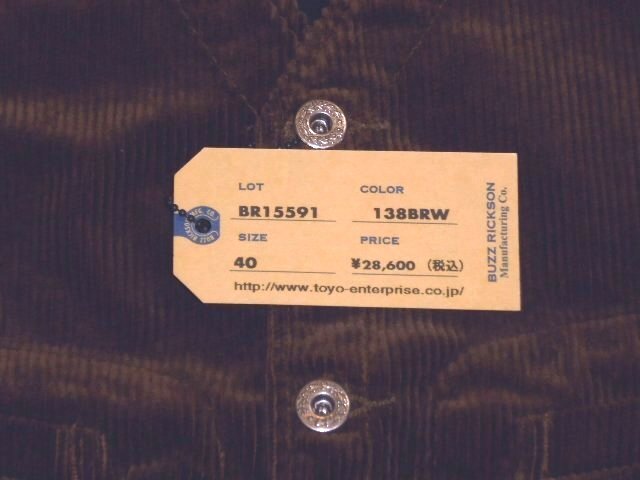 LOT
COLOR
BR15591
138BRW
SIZE
PRICE
40
¥28,600 (税込)
http://www.toyo-enterprise.co.jp/
BUZZ RICKSON
Manufacturing Co.